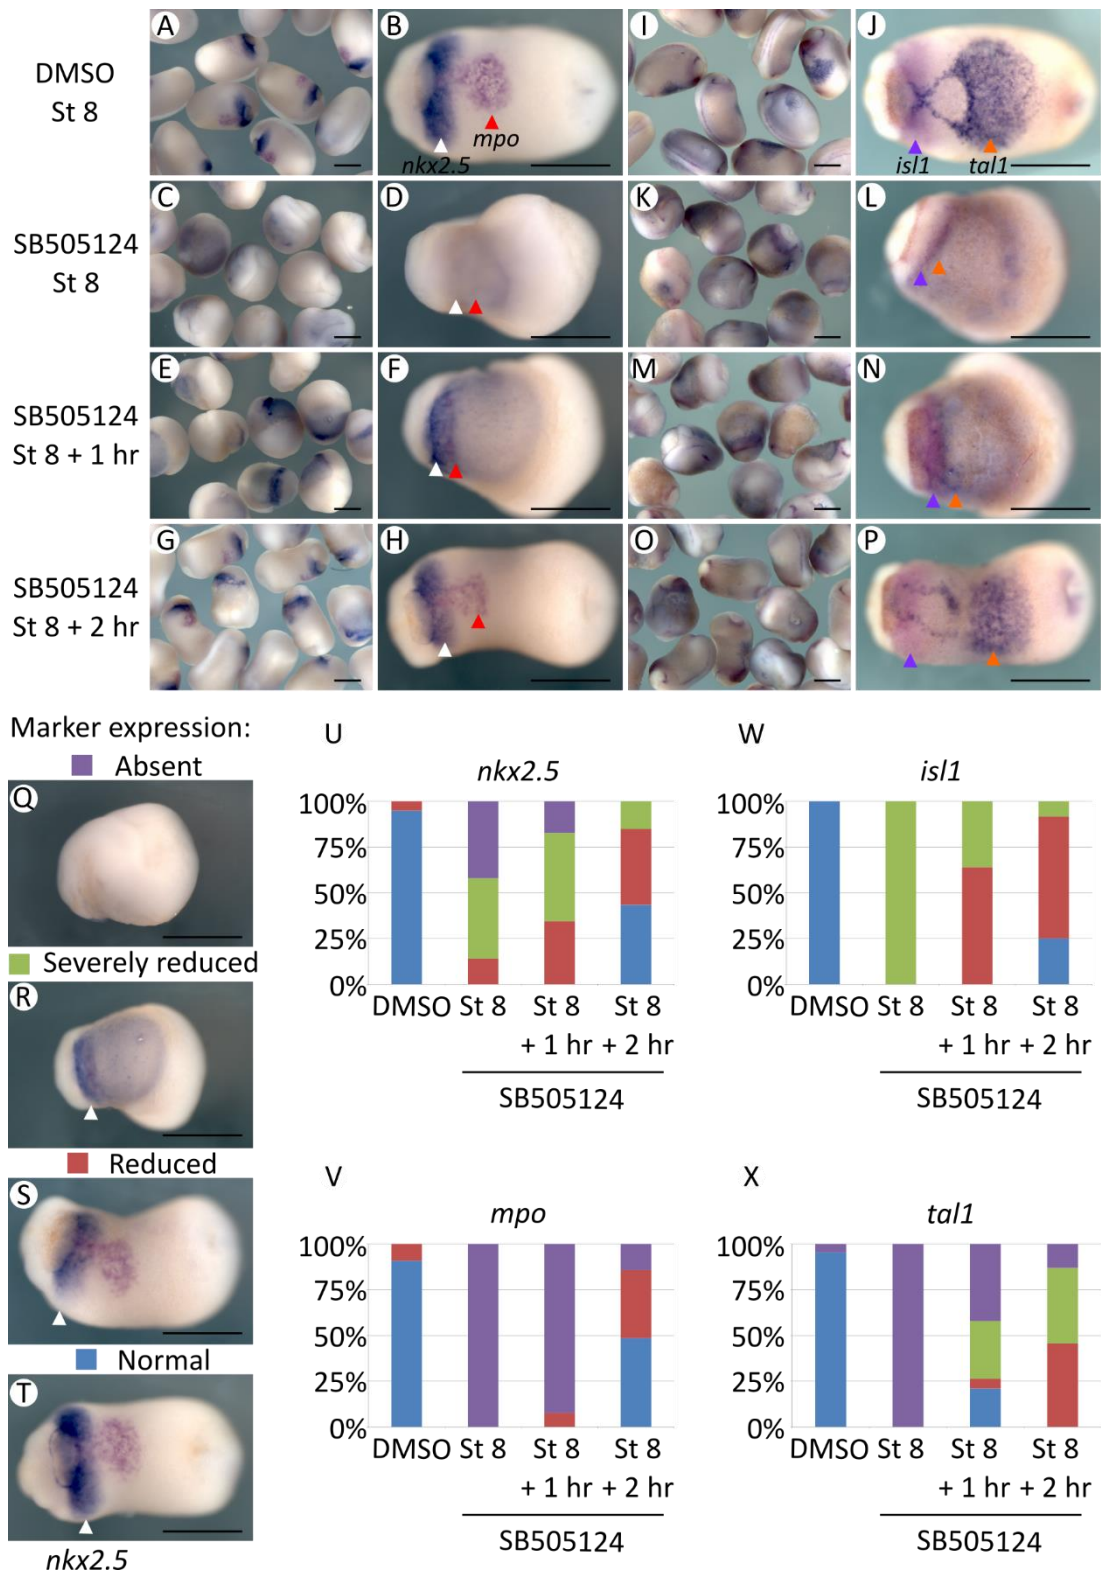 A
B
I
J
DMSO
St 8
mpo
nkx2.5
isl1
tal1
C
D
K
L
SB505124
St 8
E
F
M
N
SB505124
St 8 + 1 hr
G
H
O
P
SB505124
St 8 + 2 hr
Marker expression:
Absent
Q
Severely reduced
R
Reduced
S
Normal
T
nkx2.5
U
nkx2.5
100%
75%
50%
25%
0%
DMSO St 8 St 8 St 8
+ 1 hr + 2 hr
SB505124
W
isl1
100%
75%
50%
25%
0%
DMSO St 8 St 8 St 8
+ 1 hr + 2 hr
SB505124
V
mpo
100%
75%
50%
25%
0%
DMSO St 8 St 8 St 8
+ 1 hr + 2 hr
SB505124
X
tal1
100%
75%
50%
25%
0%
DMSO St 8 St 8 St 8
+ 1 hr + 2 hr
SB505124